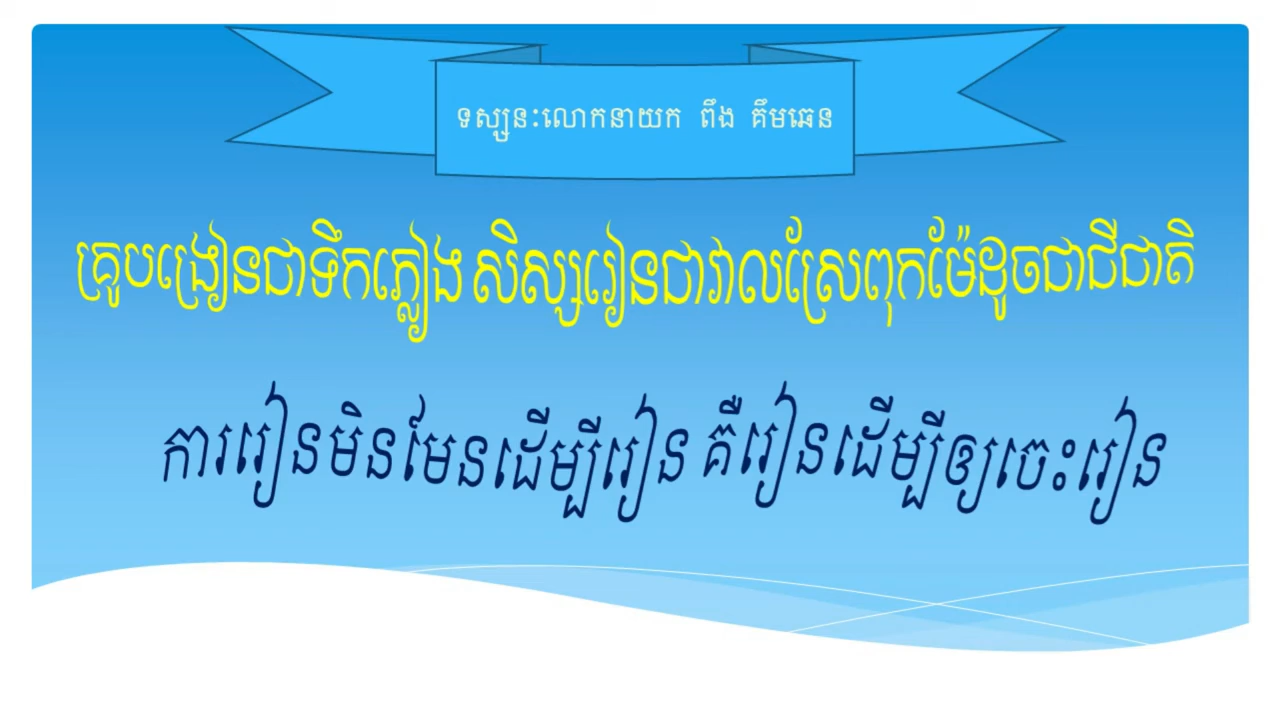 ទស្សនៈលោកនាយក ពឹង គឹមឆេន
គ្រូបង្រៀនជាទឹកភ្លៀង សិស្សរៀនជាវាលស្រែពុកម៉ែដូចជាជីជាតិ
ការរៀនមិនមែនដើម្បីរៀន គឺរៀនដើម្បីឲ្យចេះរៀន